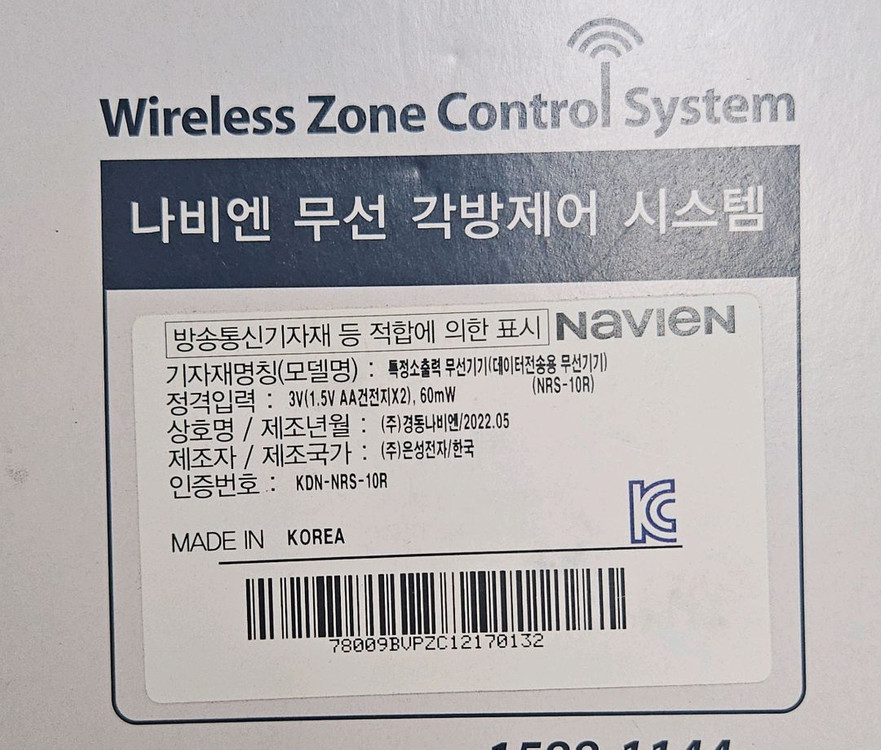 Wireless Zone Control System
나비엔 무선 각방제어 시스템
방송통신기자재 등 적합에 의한 표시 NAVIEN
기자재명칭(모델명) : 특정소출력 무선기기(데이터전송용 무선기기)
(NRS-10R)
정격입력 : 3V(1.5V AA건전지X2), 60mW
상호명 / 제조년월 : (주)경동나비엔/2022.05
제조자 / 제조국가 : (주)은성전자/한국
인증번호 : KDN-NRS-10R
MADE IN KOREA
78009BVPZC12170132